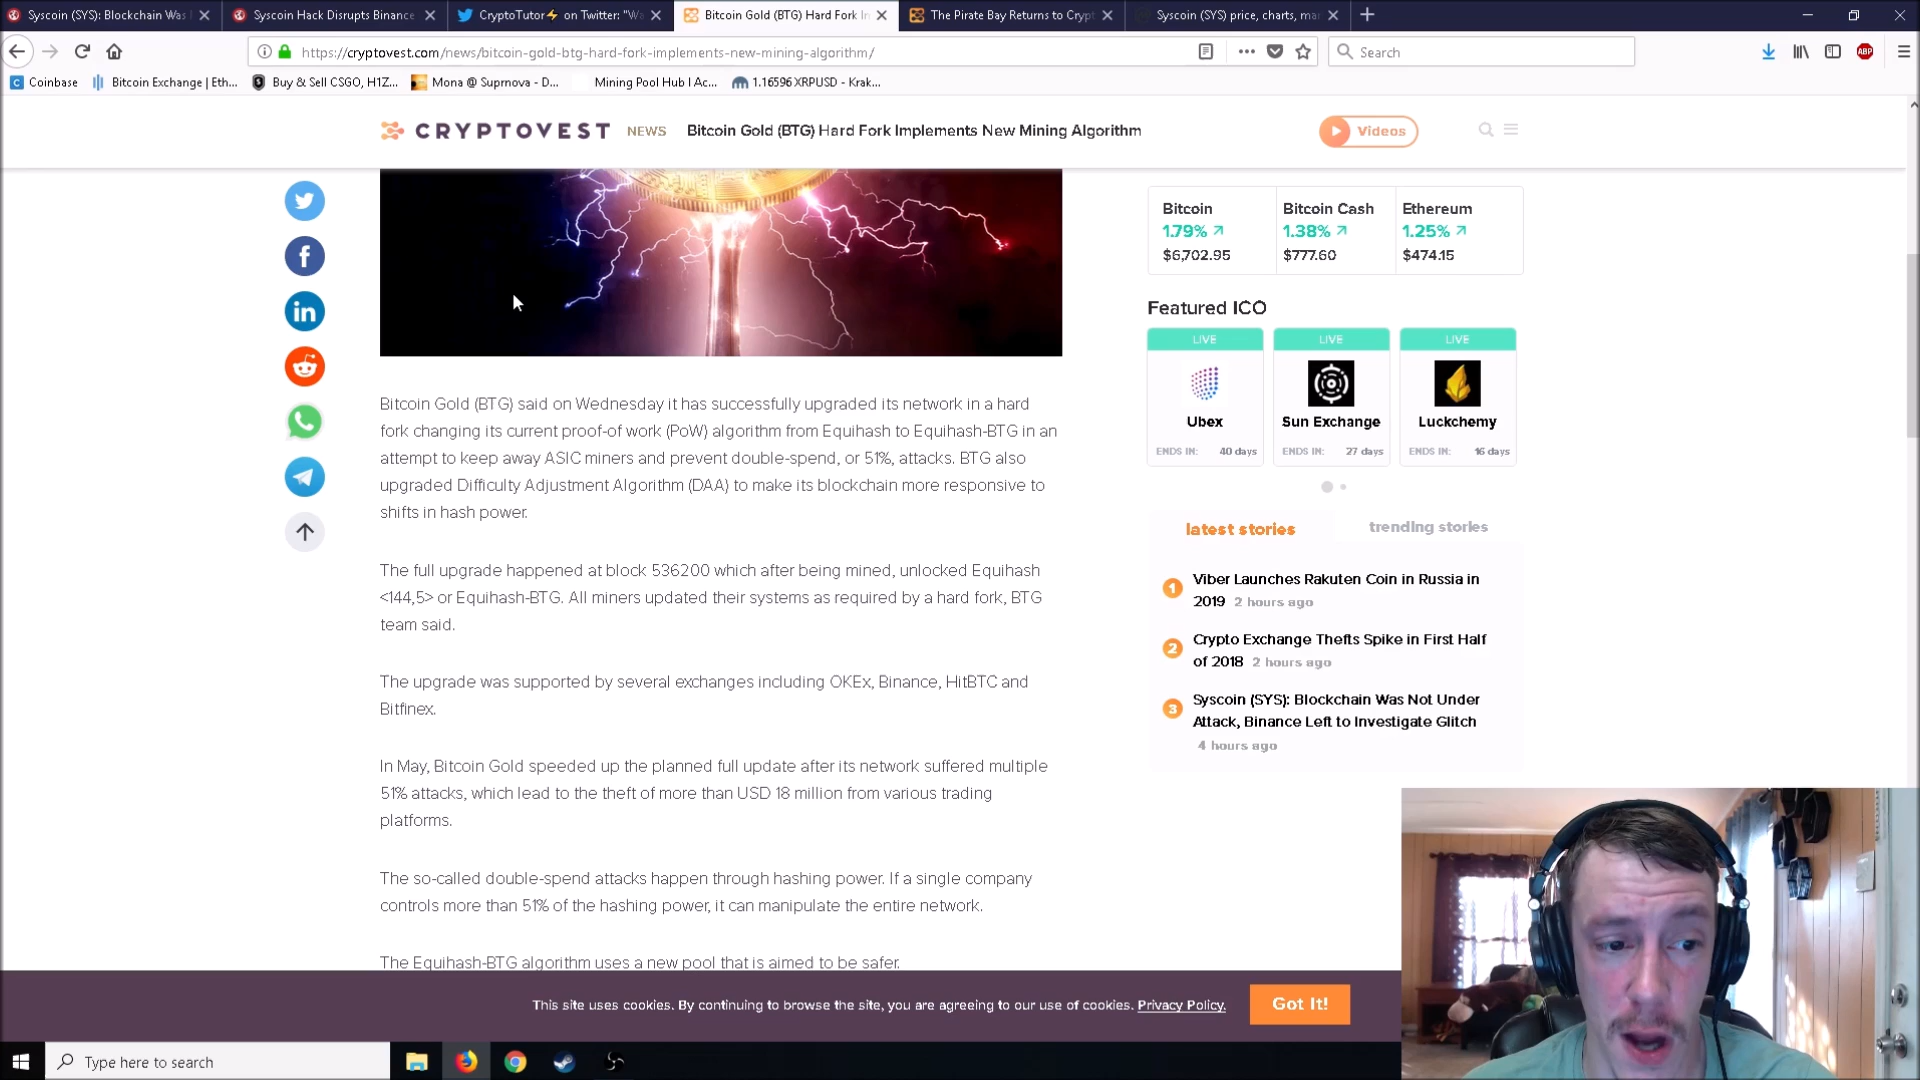 Syscoin (SYS): Blockchain Was
Syscoin Hack Disrupts Binance
CryptoTutor⚡ on Twitter: "Wa
Bitcoin Gold (BTG) Hard Fork In
The Pirate Bay Returns to Crypt
Syscoin (SYS) price, charts, ma
https://cryptovest.com/news/bitcoin-gold-btg-hard-fork-implements-new-mining-algorithm/
Search
ABP
Coinbase
Bitcoin Exchange | Eth...
Buy & Sell CSGO, H1Z...
Mona @ Suprnova - D...
Mining Pool Hub | Ac...
1.16596 XRPUSD - Krak...
CRYPTOVEST
NEWS
Bitcoin Gold (BTG) Hard Fork Implements New Mining Algorithm
Videos
Bitcoin
1.79%
$6,702.95
Bitcoin Cash
1.38%
$777.60
Ethereum
1.25%
$474.15
Bitcoin Gold (BTG) said on Wednesday it has successfully upgraded its network in a hard
fork changing its current proof-of work (PoW) algorithm from Equihash to Equihash-BTG in an
attempt to keep away ASIC miners and prevent double-spend, or 51%, attacks. BTG also
upgraded Difficulty Adjustment Algorithm (DAA) to make its blockchain more responsive to
shifts in hash power.
The full upgrade happened at block 536200 which after being mined, unlocked Equihash
<144,5> or Equihash-BTG. All miners updated their systems as required by a hard fork, BTG
team said.
The upgrade was supported by several exchanges including OKEx, Binance, HitBTC and
Bitfinex.
In May, Bitcoin Gold speeded up the planned full update after its network suffered multiple
51% attacks, which lead to the theft of more than USD 18 million from various trading
platforms.
The so-called double-spend attacks happen through hashing power. If a single company
controls more than 51% of the hashing power, it can manipulate the entire network.
The Equihash-BTG algorithm uses a new pool that is aimed to be safer.
Featured ICO
LIVE
Ubex
ENDS IN: 40 days
LIVE
Sun Exchange
ENDS IN: 27 days
LIVE
Luckchemy
ENDS IN: 16 days
latest stories
trending stories
1 Viber Launches Rakuten Coin in Russia in
2019 2 hours ago
2 Crypto Exchange Thefts Spike in First Half
of 2018 2 hours ago
3 Syscoin (SYS): Blockchain Was Not Under
Attack, Binance Left to Investigate Glitch
4 hours ago
This site uses cookies. By continuing to browse the site, you are agreeing to our use of cookies. Privacy Policy.
Got It!
Type here to search